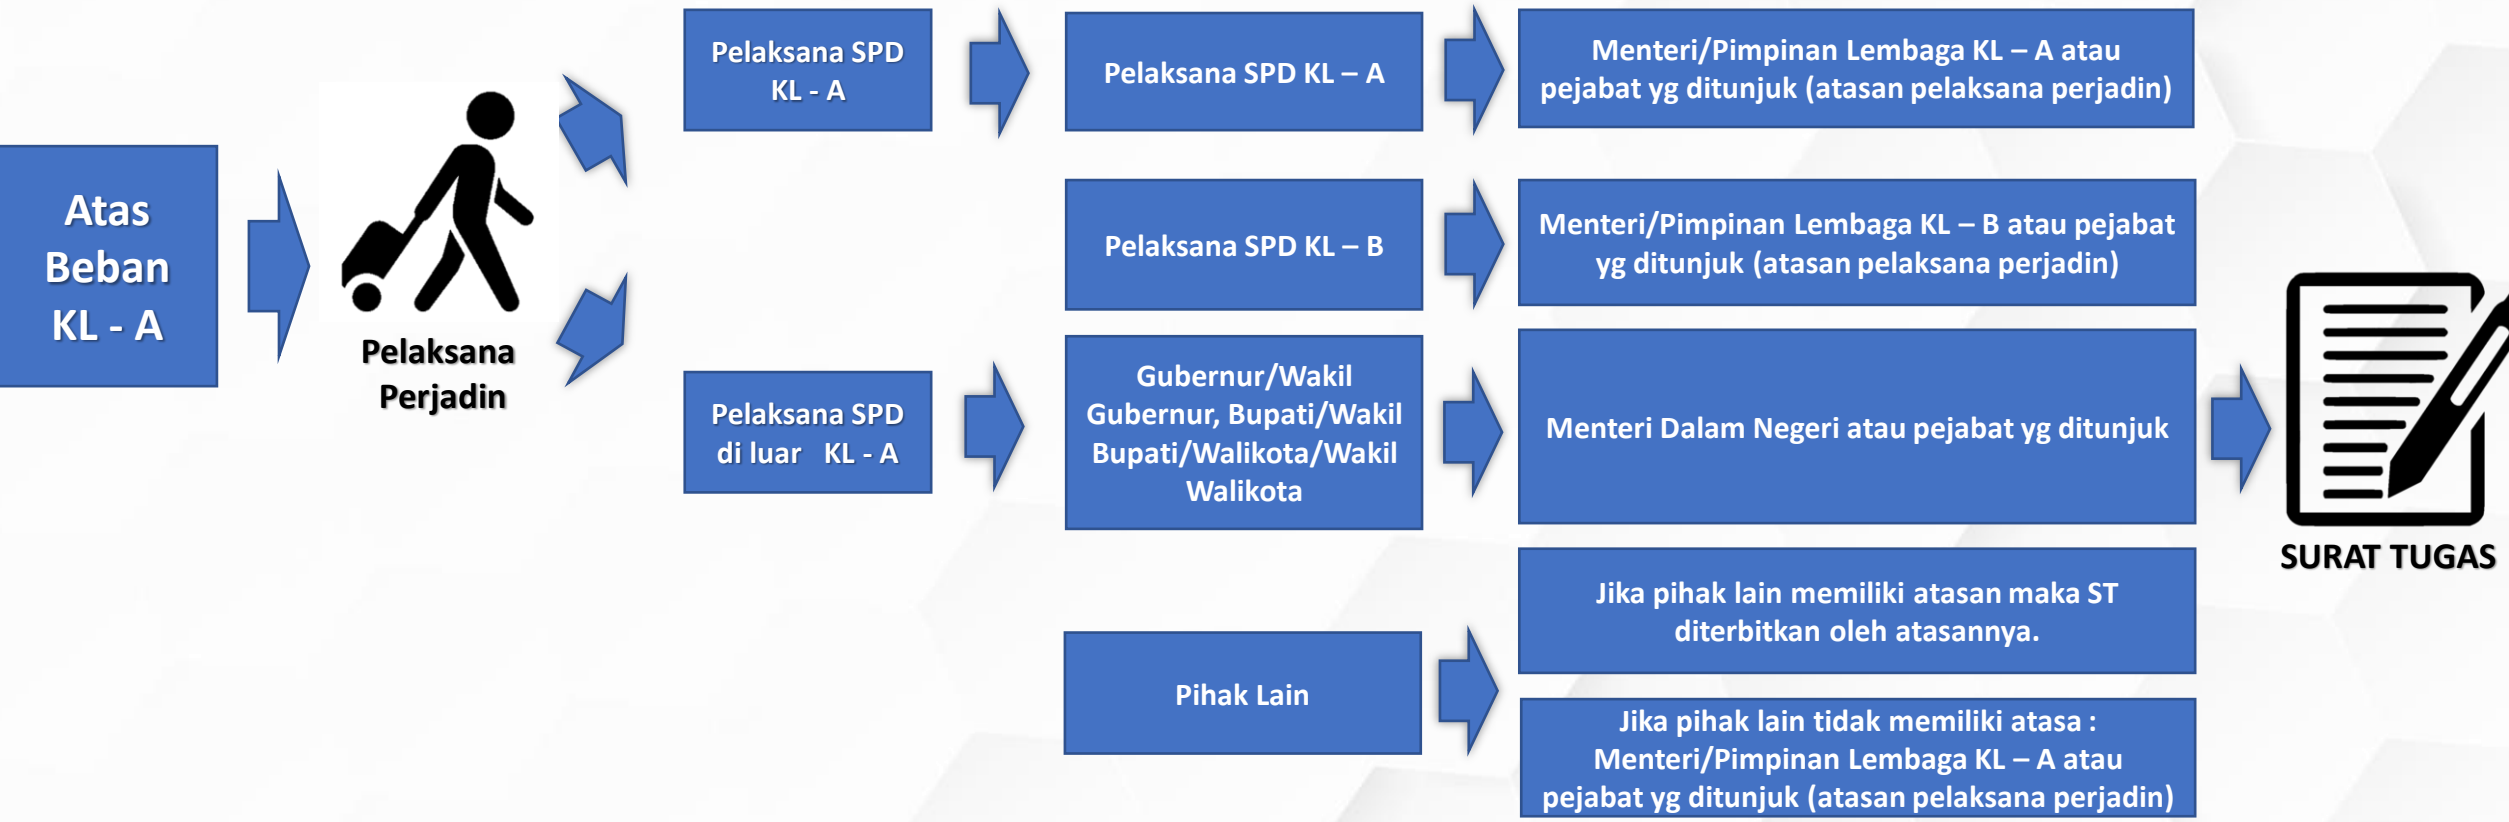 Atas
Beban
KL - A
Pelaksana
Perjadin
Pelaksana SPD
KL - A
Pelaksana SPD KL – A
Menteri/Pimpinan Lembaga KL – A atau
pejabat yg ditunjuk (atasan pelaksana perjadin)
Pelaksana SPD
di luar KL - A
Pelaksana SPD KL – B
Menteri/Pimpinan Lembaga KL – B atau pejabat
yg ditunjuk (atasan pelaksana perjadin)
Gubernur/Wakil
Gubernur, Bupati/Wakil
Bupati/Walikota/Wakil
Walikota
Menteri Dalam Negeri atau pejabat yg ditunjuk
Pihak Lain
Jika pihak lain memiliki atasan maka ST
diterbitkan oleh atasannya.
Jika pihak lain tidak memiliki atasa :
Menteri/Pimpinan Lembaga KL – A atau
pejabat yg ditunjuk (atasan pelaksana perjadin)
SURAT TUGAS